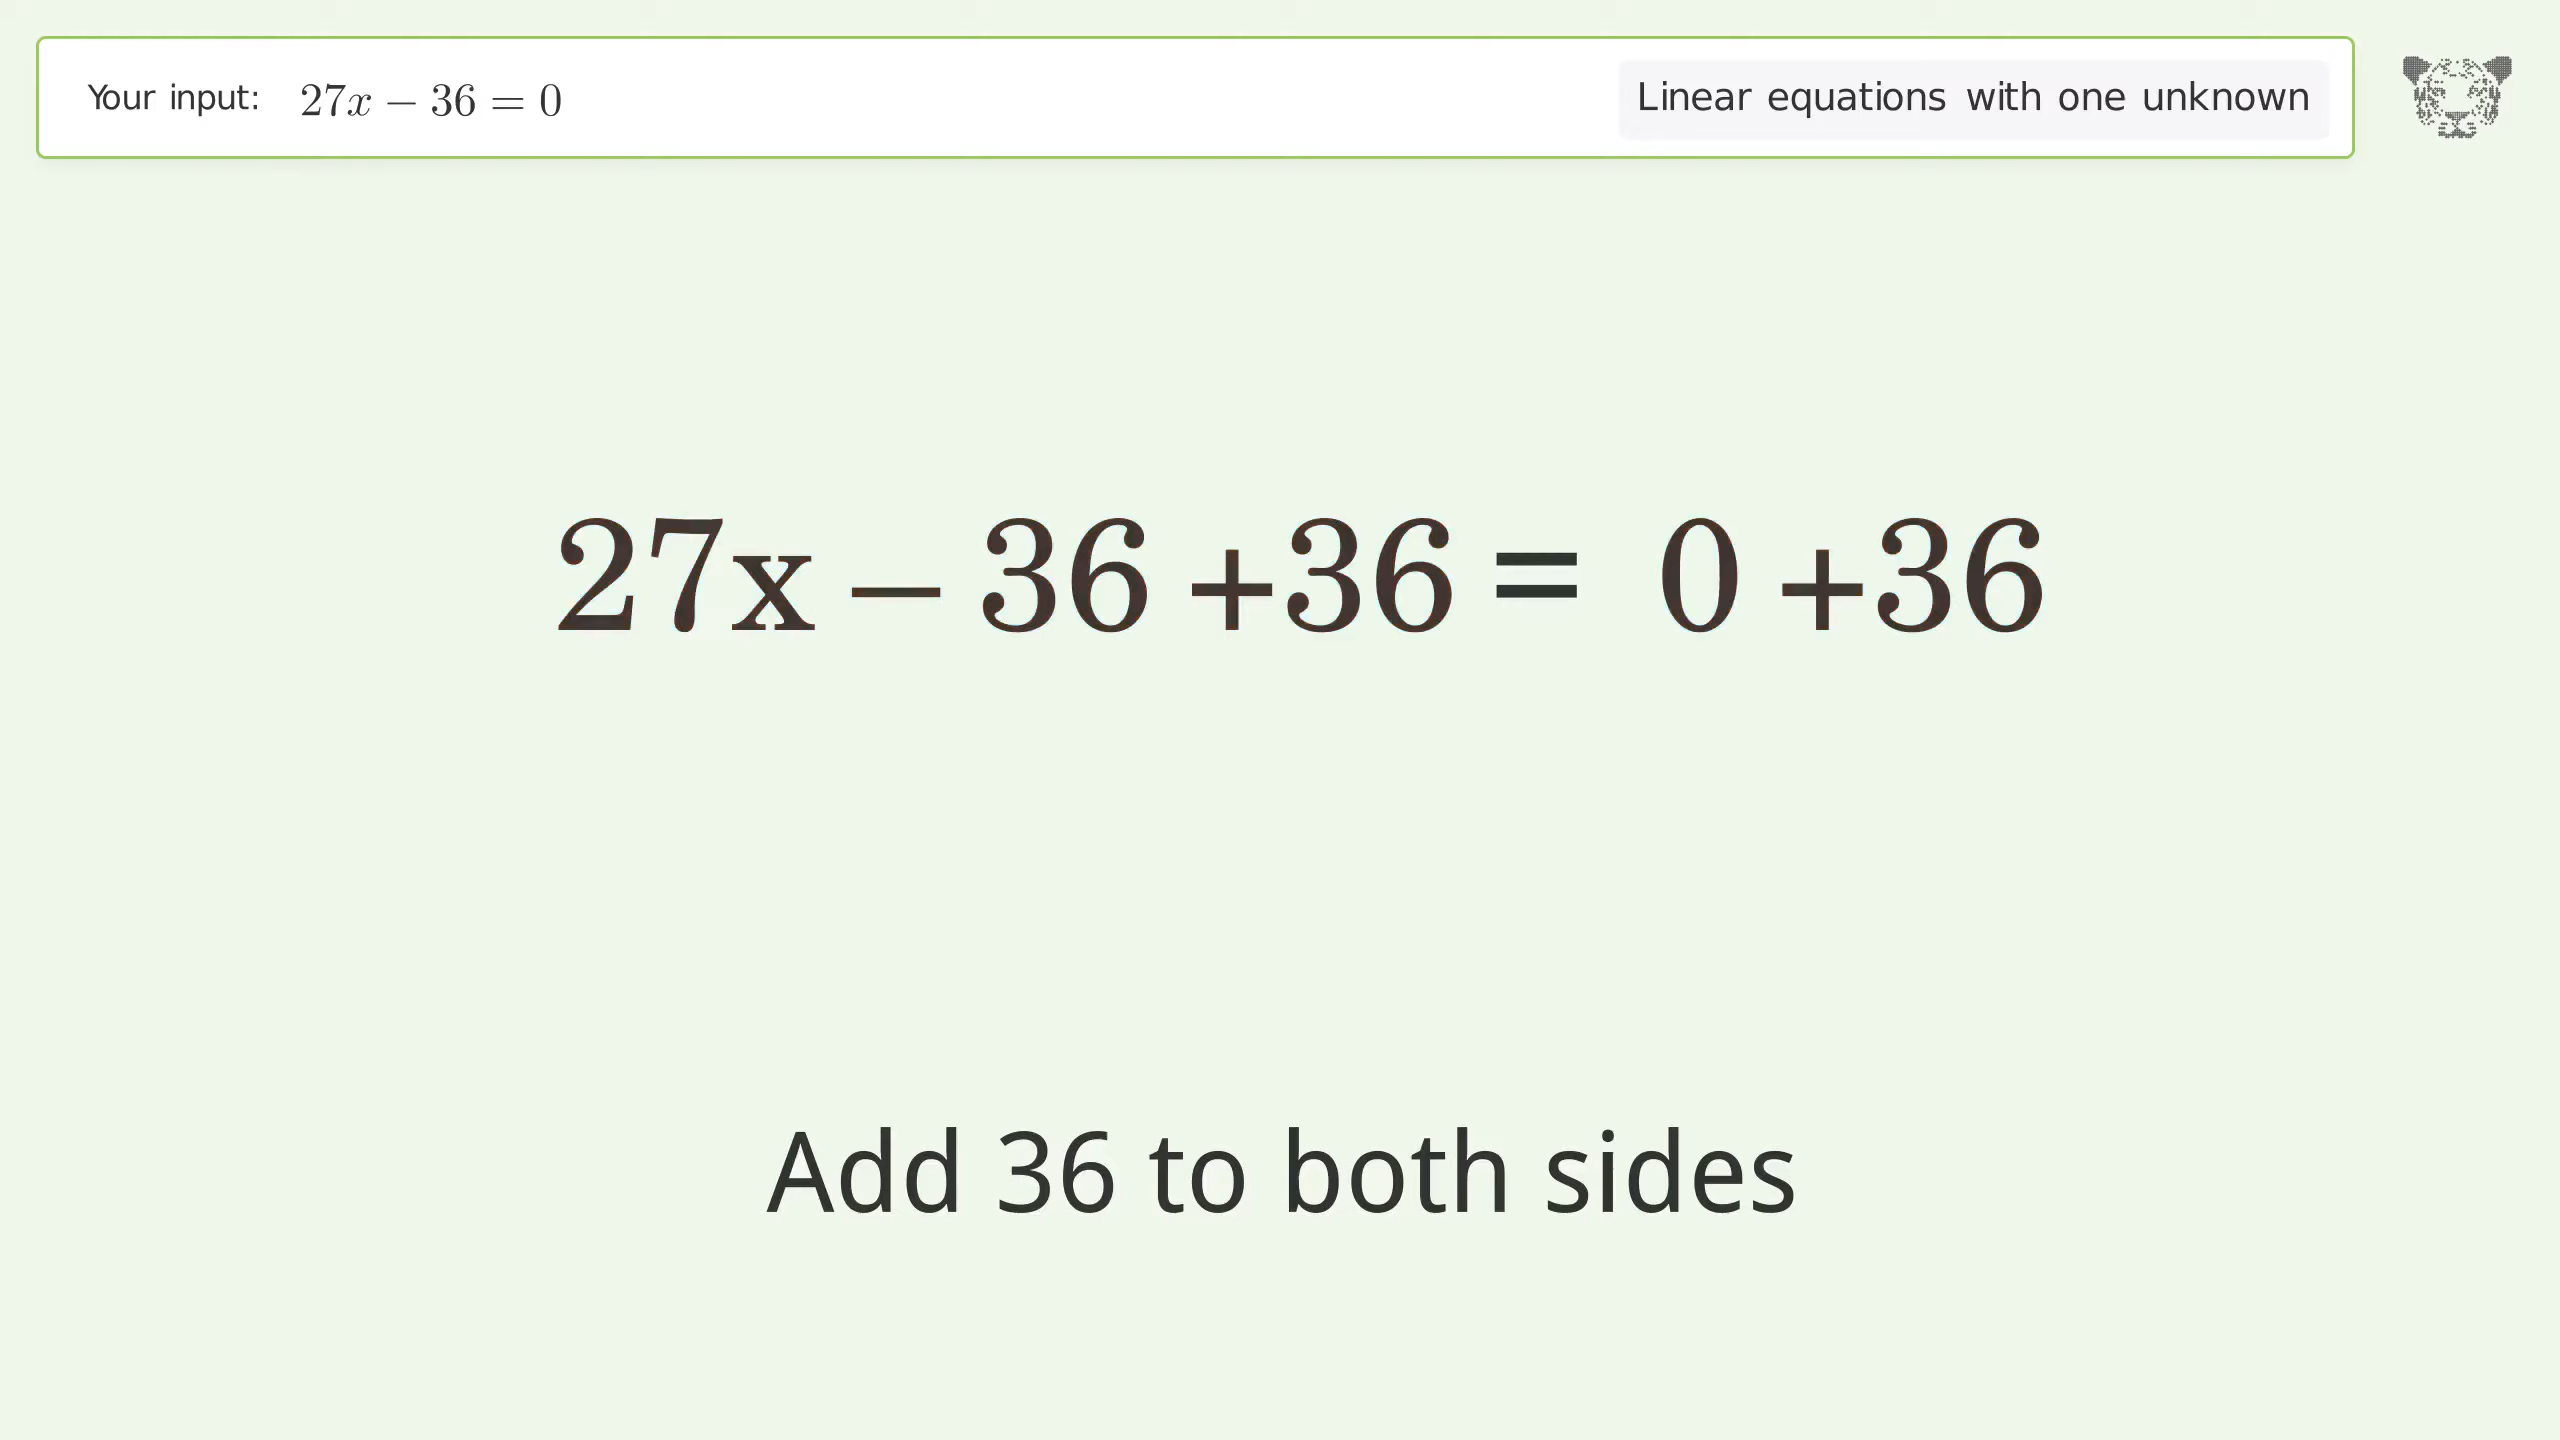 Your input: 27x − 36 = 0
Linear equations with one unknown
27x – 36 +36 = 0 +36
Add 36 to both sides